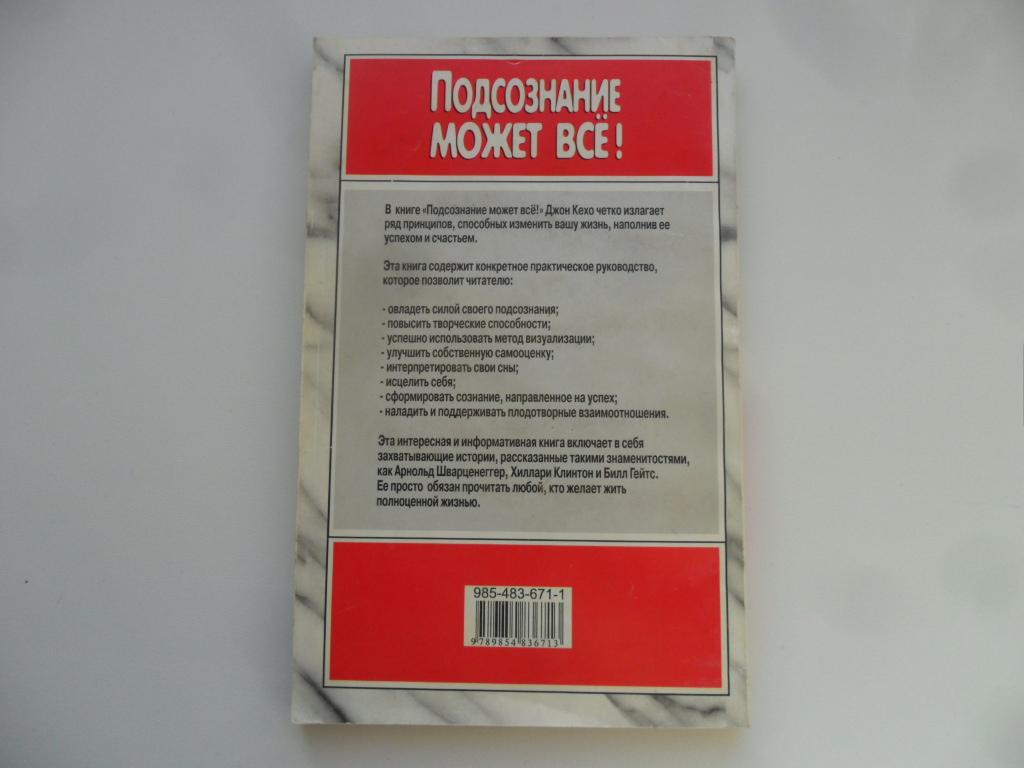 Подсознание
может всё!
В книге «Подсознание может всё!» Джон Кехо четко излагает
ряд принципов, способных изменить вашу жизнь, наполнив ее
успехом и счастьем.
Эта книга содержит конкретное практическое руководство,
которое позволит читателю:
- овладеть силой своего подсознания;
- повысить творческие способности;
- успешно использовать метод визуализации;
- улучшить собственную самооценку;
- интерпретировать свои сны;
- исцелить себя;
- сформировать сознание, направленное на успех;
- наладить и поддерживать плодотворные взаимоотношения.
Эта интересная и информативная книга включает в себя
захватывающие истории, рассказанные такими знаменитостями,
как Арнольд Шварценеггер, Хиллари Клинтон и Билл Гейтс.
Ее просто обязан прочитать любой, кто желает жить
полноценной жизнью.
985-483-671-1
9 789854 836713